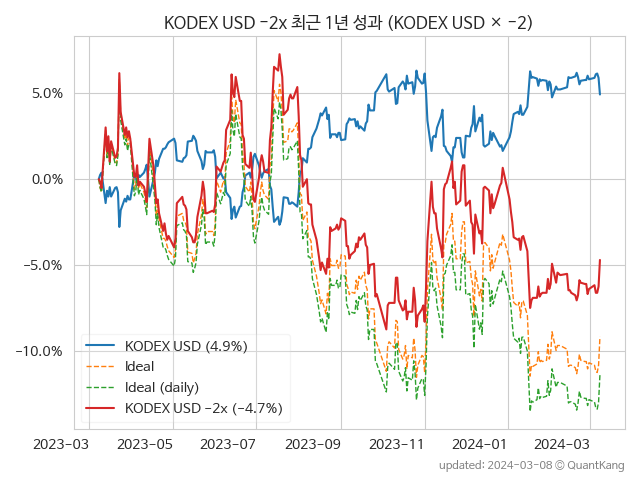 KODEX USD -2x 최근 1년 성과 (KODEX USD × -2)
5.0%
0.0%
−5.0%
−10.0%
KODEX USD (4.9%)
Ideal
Ideal (daily)
KODEX USD -2x (-4.7%)
2023-03 2023-05 2023-07 2023-09 2023-11 2024-01 2024-03
updated: 2024-03-08 ⓒ QuantKang